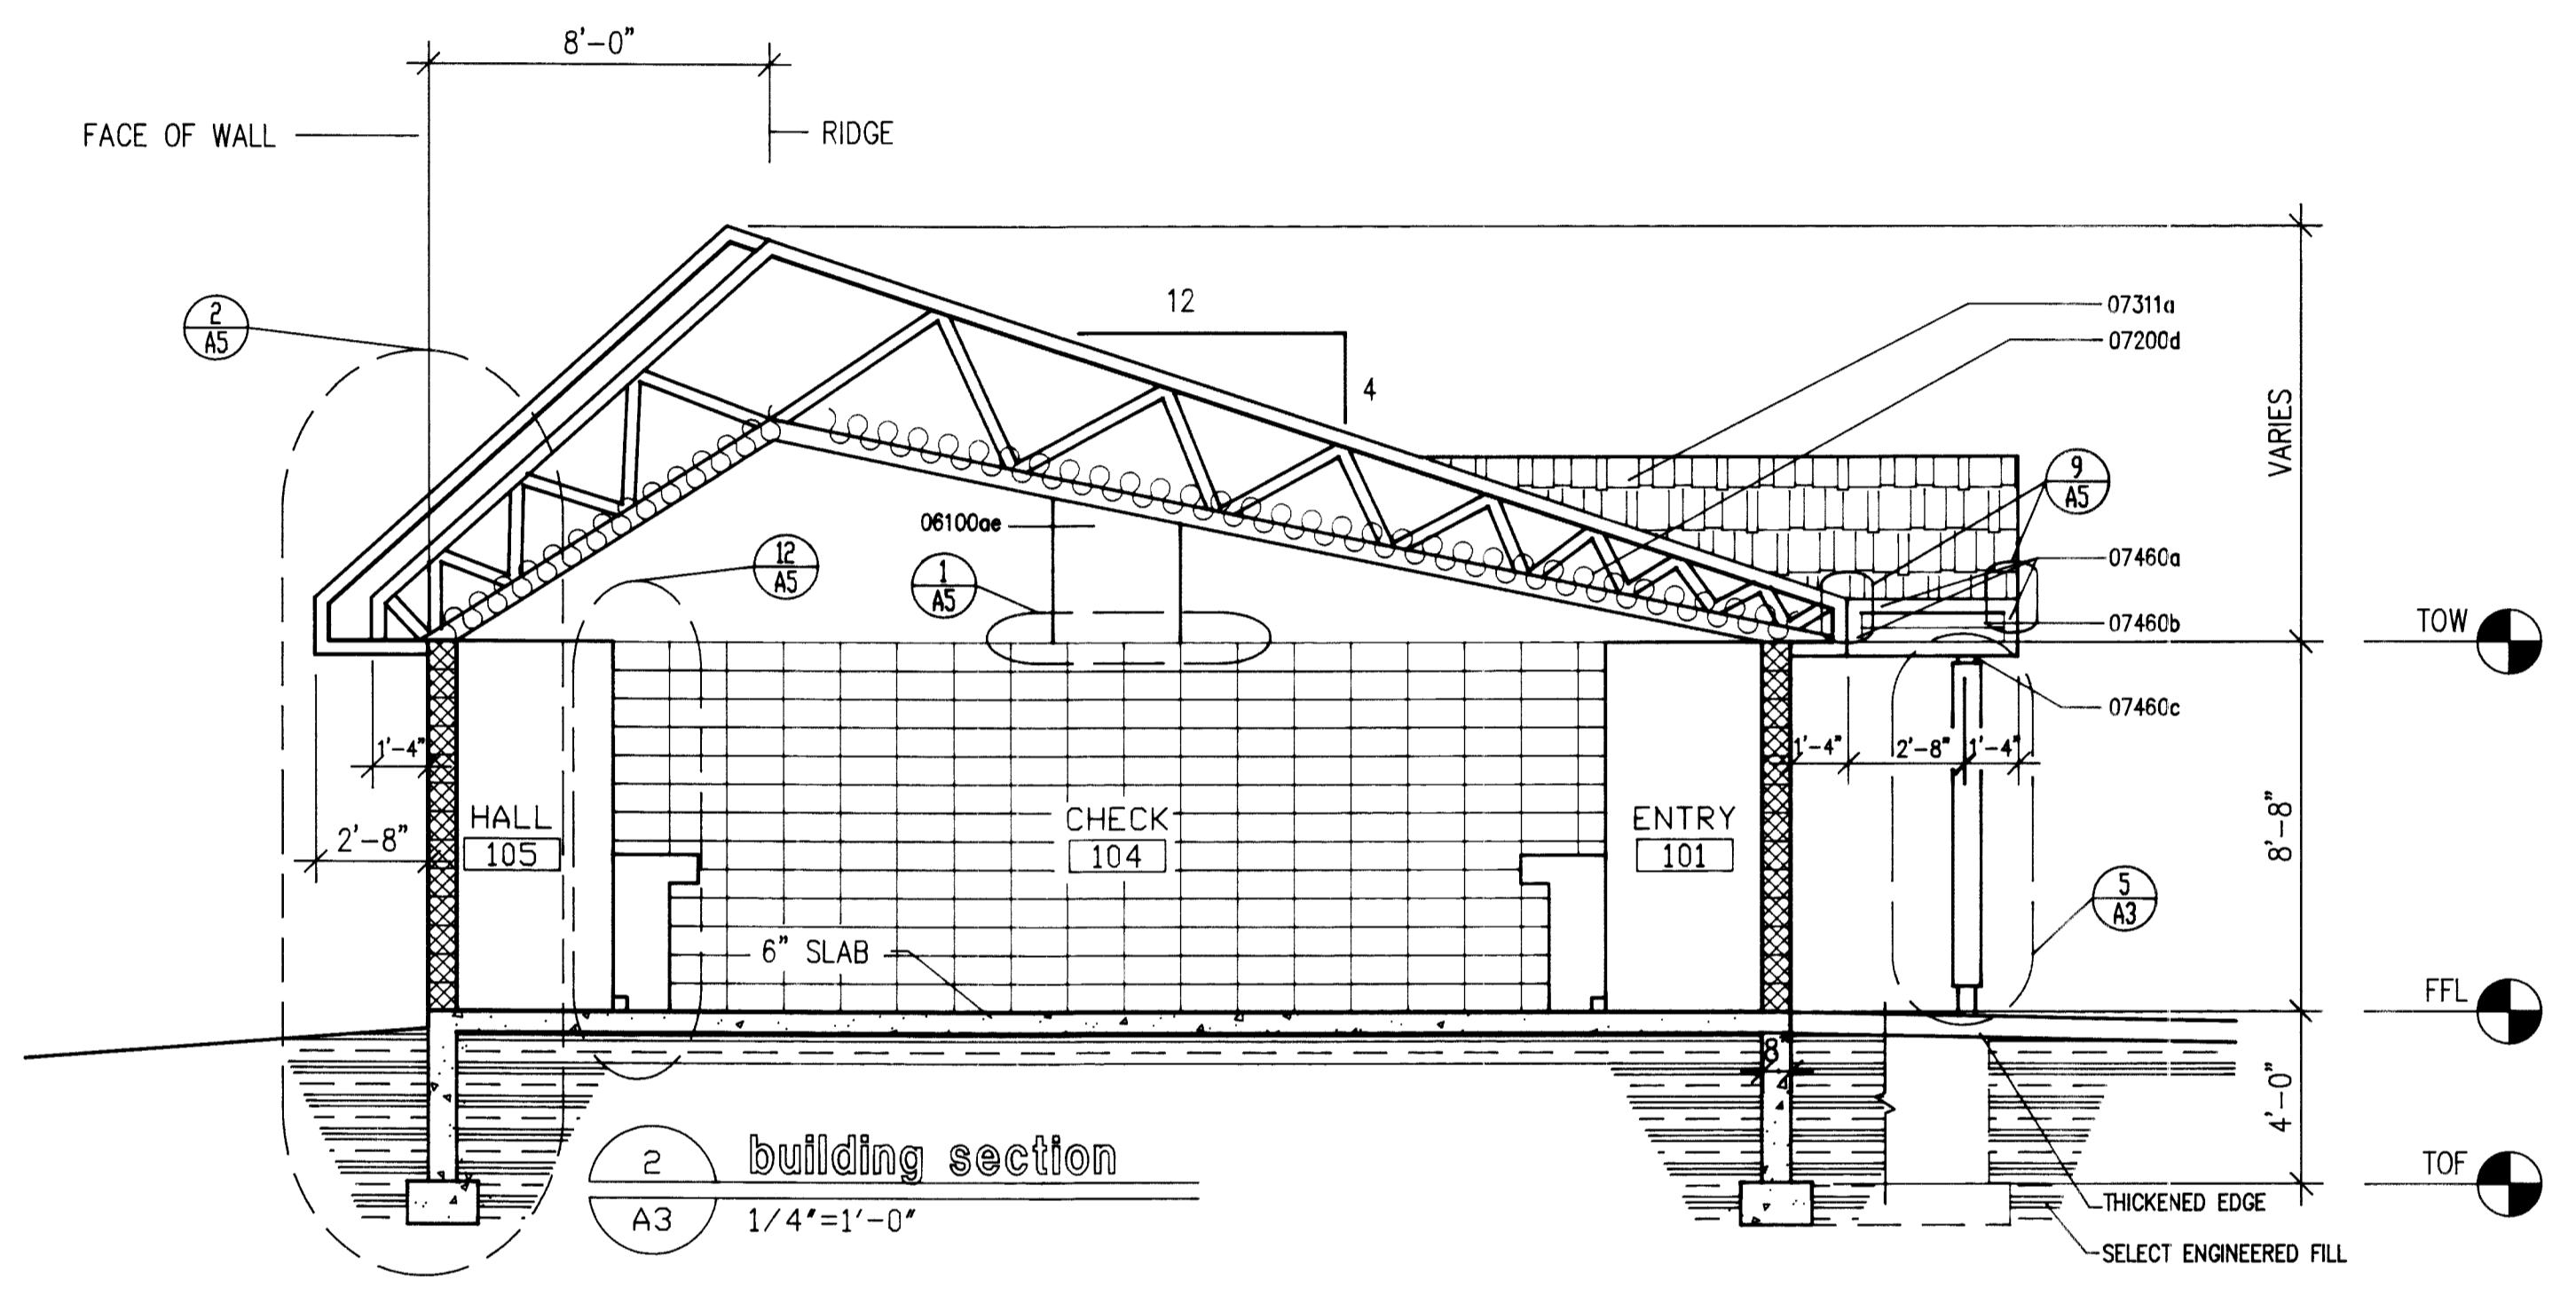 8'-0"
FACE OF WALL
RIDGE
2
A5
12
4
07311a
07200d
VARIES
9
A5
06100ae
12
A5
1
A5
07460a
07460b
TOW
07460c
1'-4"
1'-4"
2'-8"
1'-4"
2'-8"
HALL
105
CHECK
104
ENTRY
101
8'-8"
5
A3
6" SLAB
FFL
8"
4'-0"
2
A3
building section
1/4"=1'-0"
TOF
THICKENED EDGE
SELECT ENGINEERED FILL